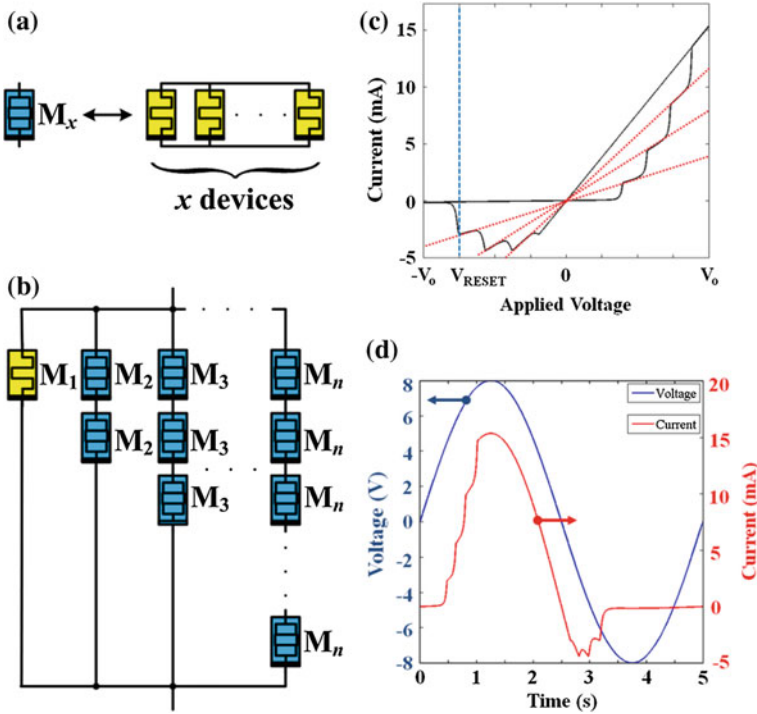 (a)
Mx
x devices
(b)
M1 M2 M3 Mn
M2 M3 Mn
M3 Mn
Mn
(c)
Current (mA)
15
10
5
0
-5
-Vo VRESET 0 Vo
Applied Voltage
(d)
Voltage (V)
8
6
4
2
0
-2
-4
-6
-8
Voltage
Current
20
15
10
5
0
-5
Current (mA)
0 1 2 3 4 5
Time (s)